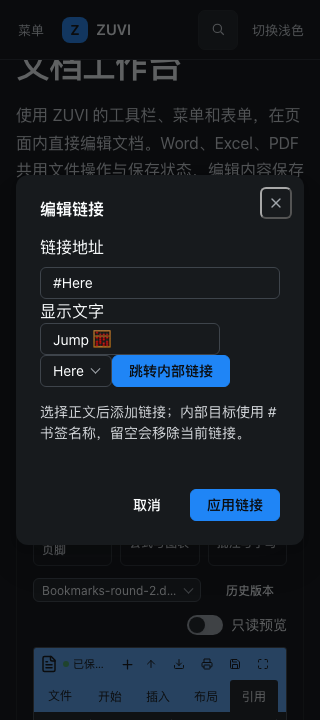 菜单
Z ZUVI
切换浅色
文档工作台
使用 ZUVI 的工具栏、菜单和表单，在页
面内直接编辑文档。Word、Excel、PDF
共用文件操作与保存状态，编辑内容保存
编辑链接
链接地址
#Here
显示文字
Jump 🧮
Here
跳转内部链接
选择正文后添加链接；内部目标使用 #
书签名称，留空会移除当前链接。
取消
应用链接
页脚
Bookmarks-round-2.d...
历史版本
只读预览
已保...
文件
开始
插入
布局
引用